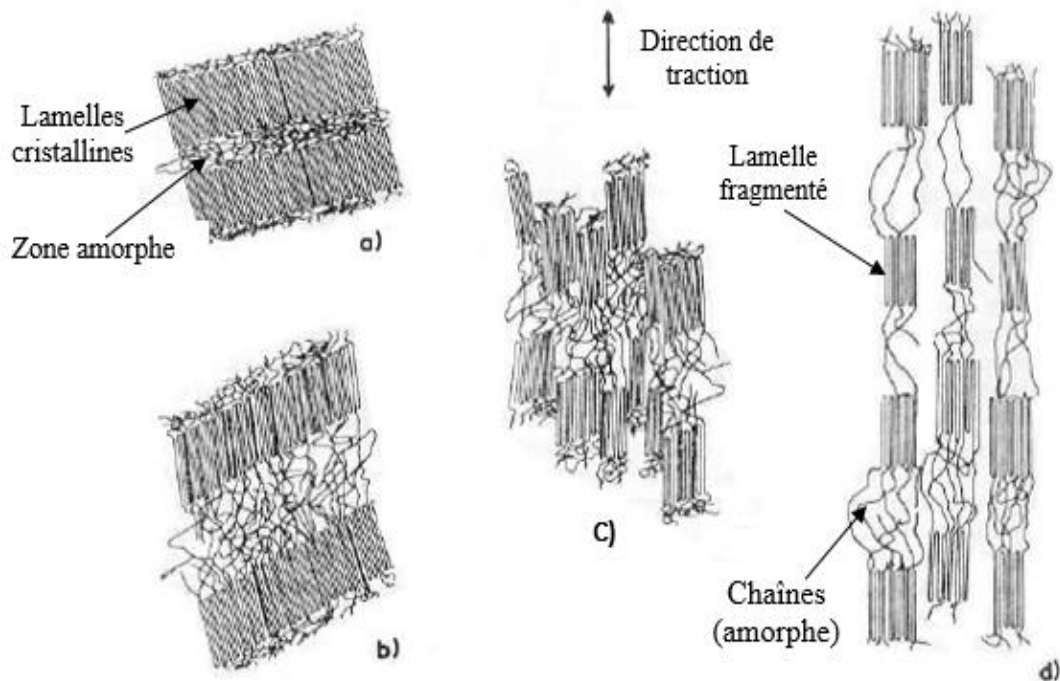 Lamelles
cristallines
Zone amorphe
a)
b)
Direction de
traction
C)
Lamelle
fragmenté
Chaînes
(amorphe)
d)